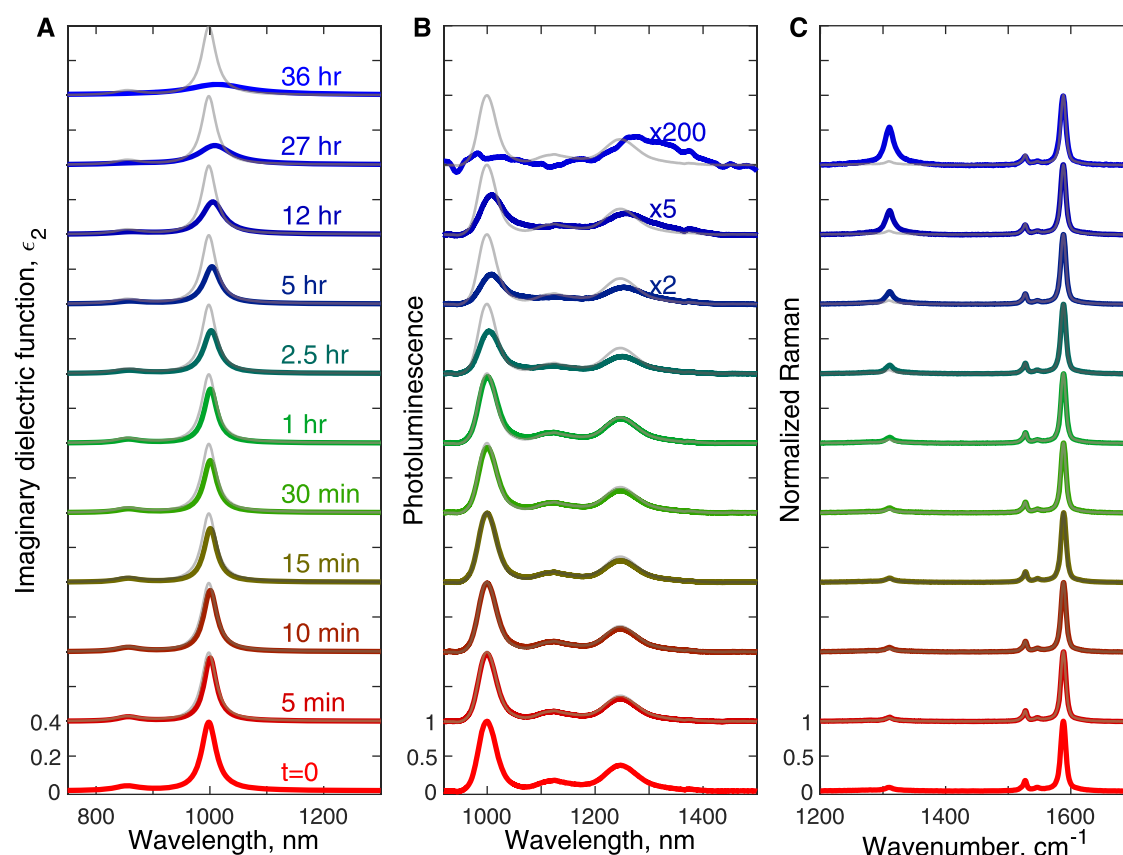 A
B
C
Imaginary dielectric function, ϵ2
36 hr
27 hr
12 hr
5 hr
2.5 hr
1 hr
30 min
15 min
10 min
5 min
t=0
0.4
0.2
0
800
1000
1200
Wavelength, nm
Photoluminescence
x200
x5
x2
1
0.5
0
1000
1200
1400
Wavelength, nm
Normalized Raman
1
0.5
0
1200
1400
1600
Wavenumber, cm-1